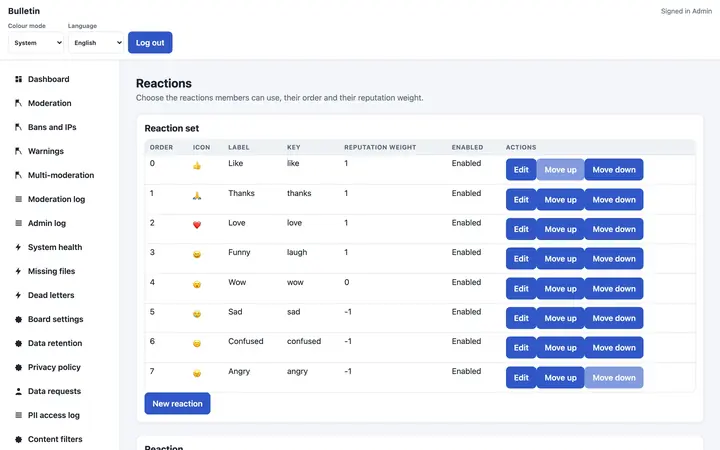 Bulletin
Signed in Admin
Colour mode
Language
System
English
Log out
Dashboard
Moderation
Bans and IPs
Warnings
Multi-moderation
Moderation log
Admin log
System health
Missing files
Dead letters
Board settings
Data retention
Privacy policy
Data requests
PII access log
Content filters
Reactions
Choose the reactions members can use, their order and their reputation weight.
Reaction set
ORDER ICON LABEL KEY REPUTATION WEIGHT ENABLED ACTIONS
0 Like like 1 Enabled Edit Move up Move down
1 Thanks thanks 1 Enabled Edit Move up Move down
2 Love love 1 Enabled Edit Move up Move down
3 Funny laugh 1 Enabled Edit Move up Move down
4 Wow wow 0 Enabled Edit Move up Move down
5 Sad sad -1 Enabled Edit Move up Move down
6 Confused confused -1 Enabled Edit Move up Move down
7 Angry angry -1 Enabled Edit Move up Move down
New reaction
Reaction